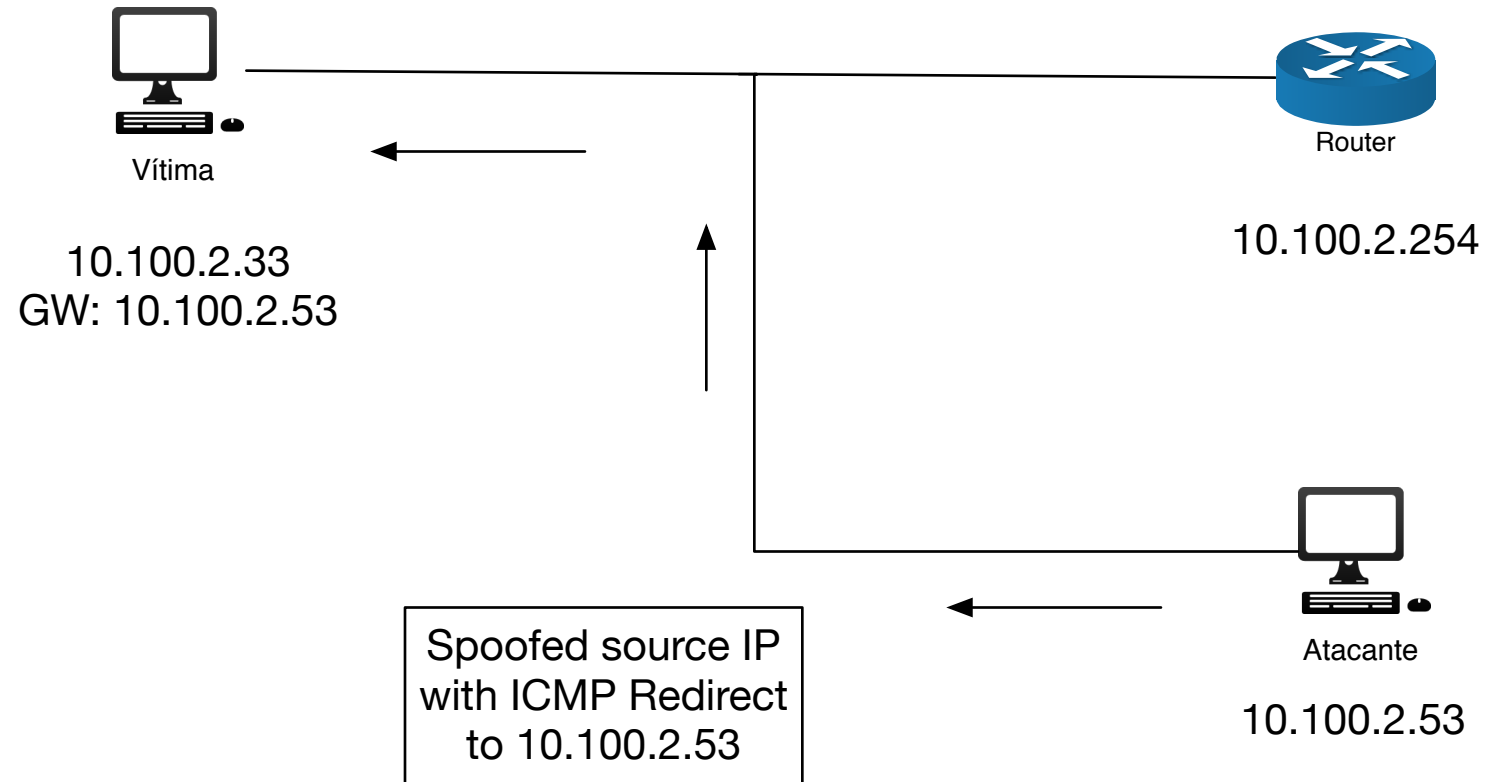 Vítima
10.100.2.33
GW: 10.100.2.53
Router
10.100.2.254
Spoofed source IP
with ICMP Redirect
to 10.100.2.53
Atacante
10.100.2.53